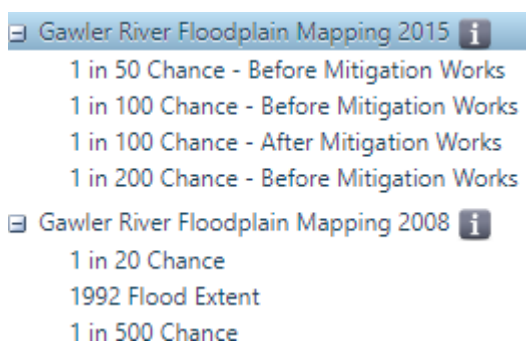 Gawler River Floodplain Mapping 2015 i
1 in 50 Chance - Before Mitigation Works
1 in 100 Chance - Before Mitigation Works
1 in 100 Chance - After Mitigation Works
1 in 200 Chance - Before Mitigation Works
Gawler River Floodplain Mapping 2008 i
1 in 20 Chance
1992 Flood Extent
1 in 500 Chance